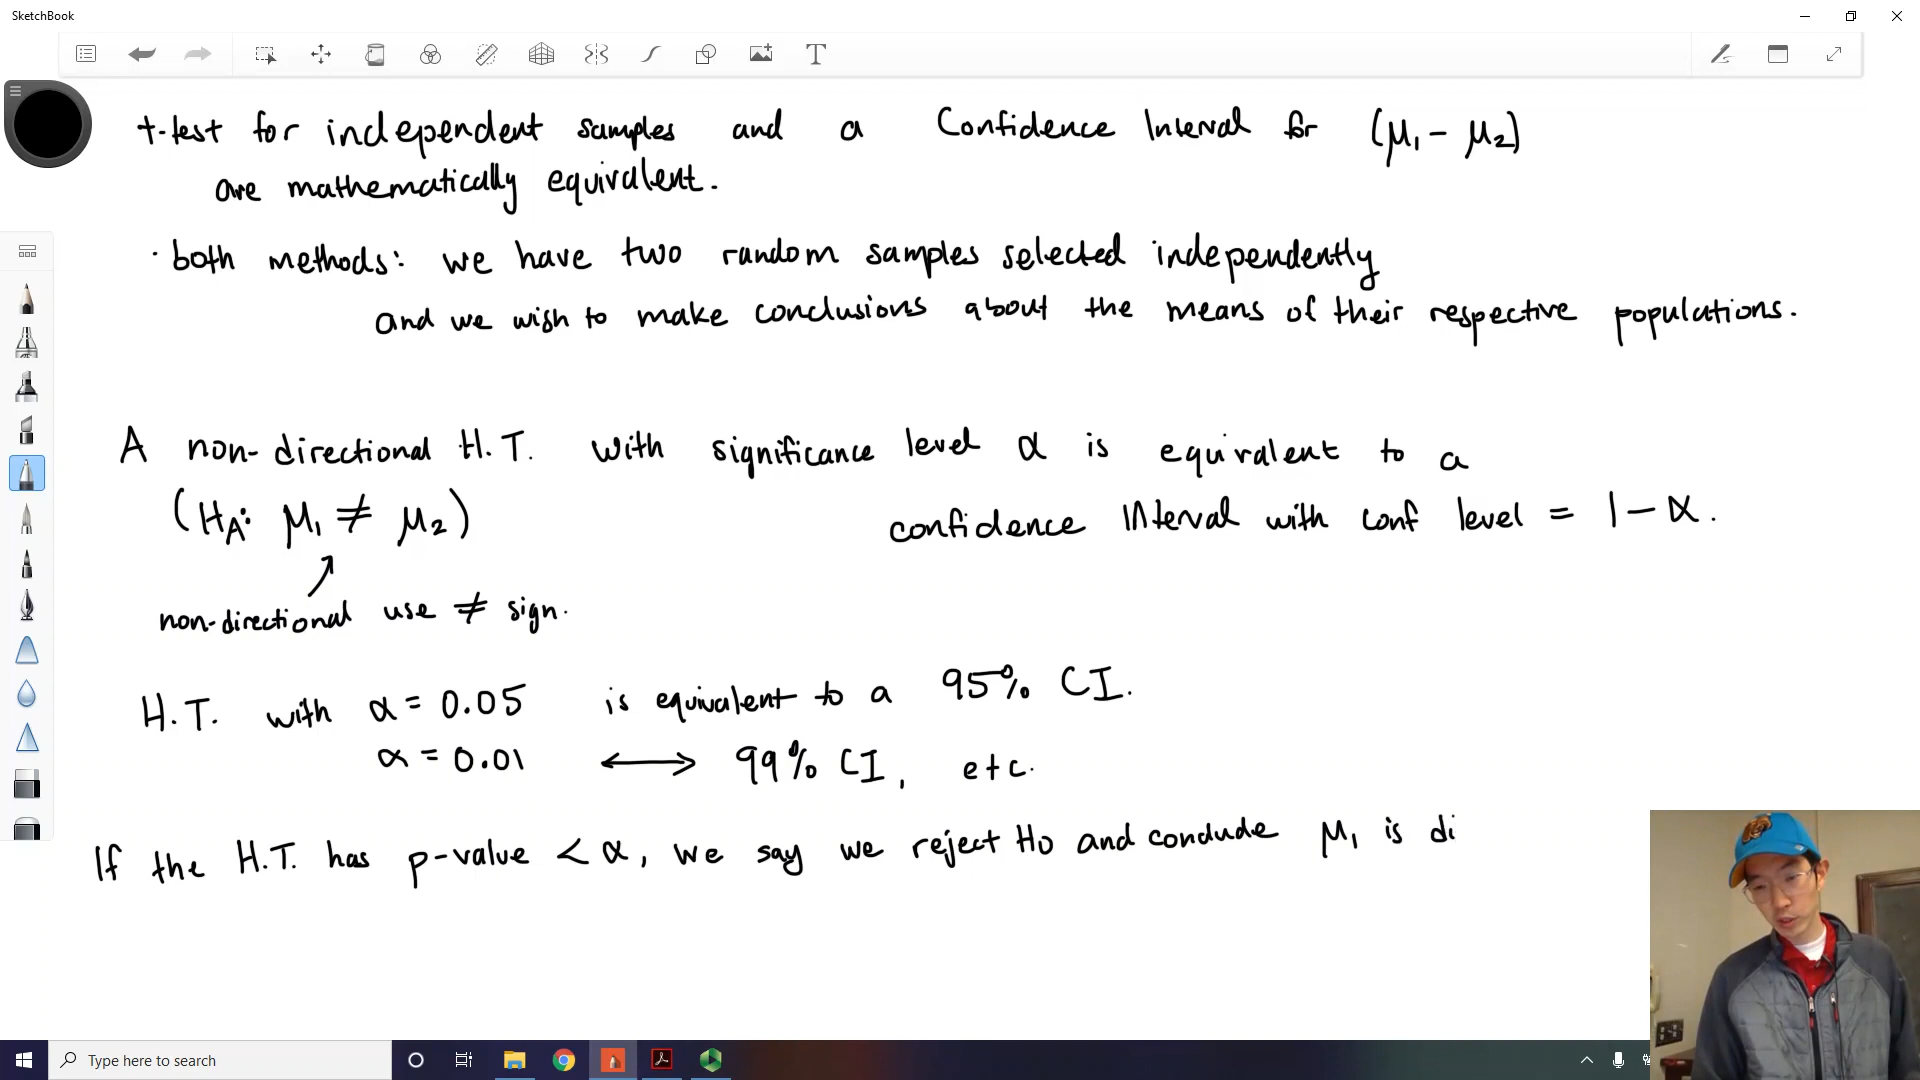 SketchBook
t-test for independent samples and a Confidence Interval for (μ₁ - μ₂)
are mathematically equivalent.
· both methods: we have two random samples selected independently
and we wish to make conclusions about the means of their respective populations.
A non-directional H.T. with significance level α is equivalent to a
(HA: μ₁ ≠ μ₂)
confidence Interval with conf level = 1 - α.
non-directional use ≠ sign.
H.T. with α = 0.05 is equivalent to a 95% CI.
α = 0.01 ⟷ 99% CI, etc.
If the H.T. has p-value < α, we say we reject H0 and conclude μ₁ is di
Type here to search